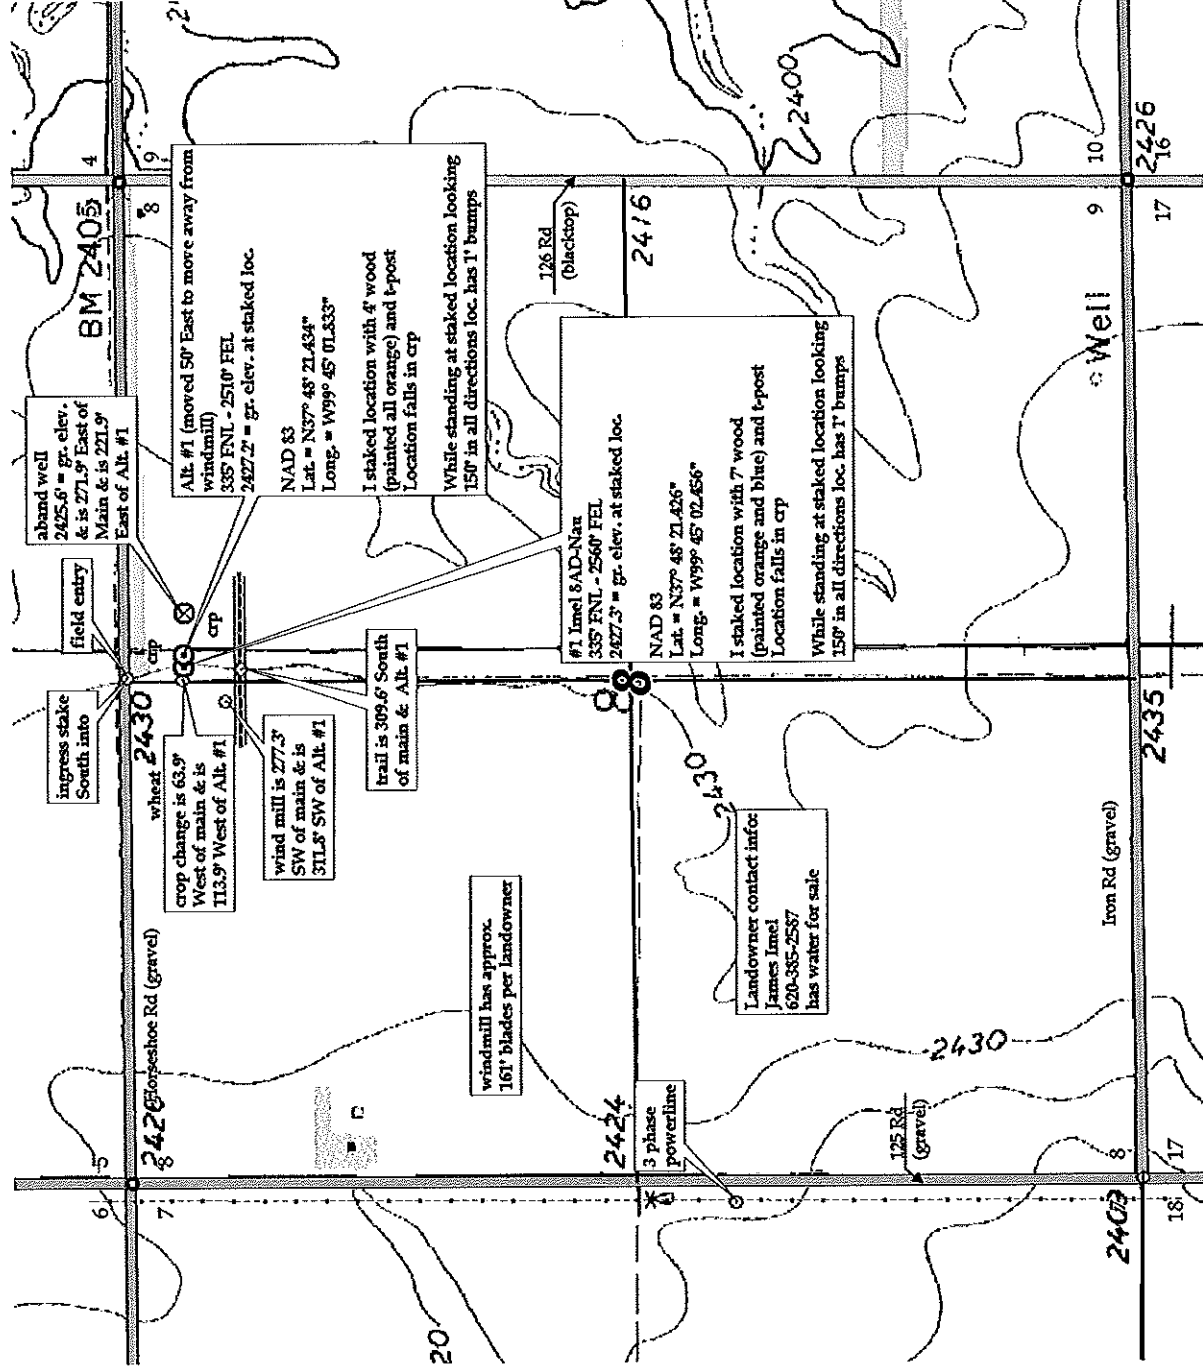 6
5
7
8
2426
Horseshoe Rd (gravel)
ingress stake
South into
field entry
wheat
2430
crp
crp
aband well
2425.6' = gr. elev.
& is 271.9' East of
Main & is 221.9'
East of Alt. #1
BM 2405
4
8
9
Alt. #1 (moved 50' East to move away from
windmill)
335' FNL - 2510' FEL
2427.2' = gr. elev. at staked loc.
NAD 83
Lat. = N37° 48' 21.434"
Long. = W99° 45' 01.833"
I staked location with 4' wood
(painted all orange) and t-post
Location falls in crp
While standing at staked location looking
150' in all directions loc. has 1' bumps
crop change is 63.9'
West of main & is
113.9' West of Alt. #1
wind mill is 277.3'
SW of main & is
311.8' SW of Alt. #1
trail is 309.6' South
of main & Alt. #1
windmill has approx.
161' blades per landowner
126 Rd
(blacktop)
2416
2400
#1 Imel 8AD-Nau
335' FNL - 2560' FEL
2427.3' = gr. elev. at staked loc.
NAD 83
Lat. = N37° 48' 21.426"
Long. = W99° 45' 02.456"
I staked location with 7' wood
(painted orange and blue) and t-post
Location falls in crp
While standing at staked location looking
150' in all directions loc. has 1' bumps
2424
3 phase
powerline
2430
Landowner contact info:
James Imel
620-385-2587
has water for sale
20
2430
125 Rd
(gravel)
Iron Rd (gravel)
Well
2403
8
18
17
2435
9
10
17
16
2426